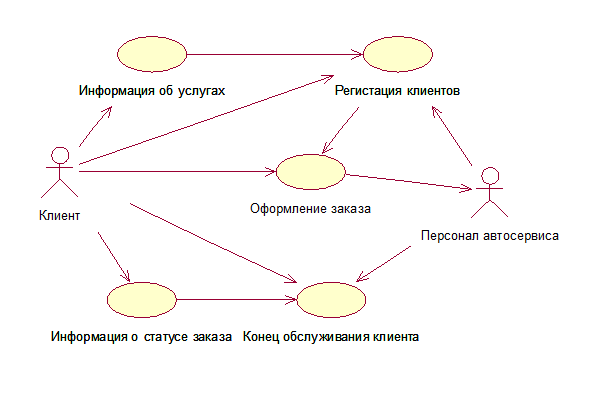 Информация об услугах
Регистация клиентов
Клиент
Оформление заказа
Персонал автосервиса
Информация о статусе заказа
Конец обслуживания клиента